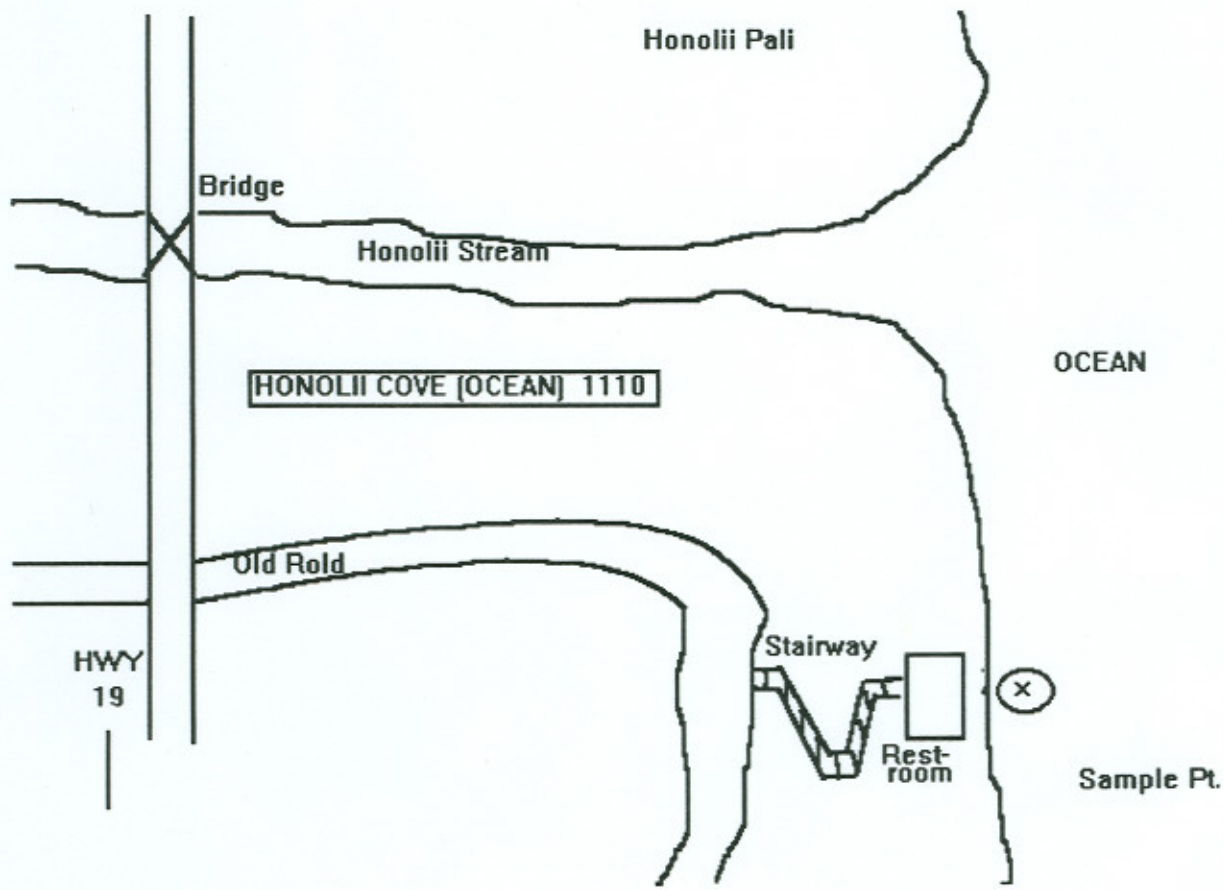 Honolii Pali
Bridge
Honolii Stream
OCEAN
HONOLII COVE (OCEAN) 1110
Old Rold
Stairway
HWY
19
X
Rest-
room
Sample Pt.